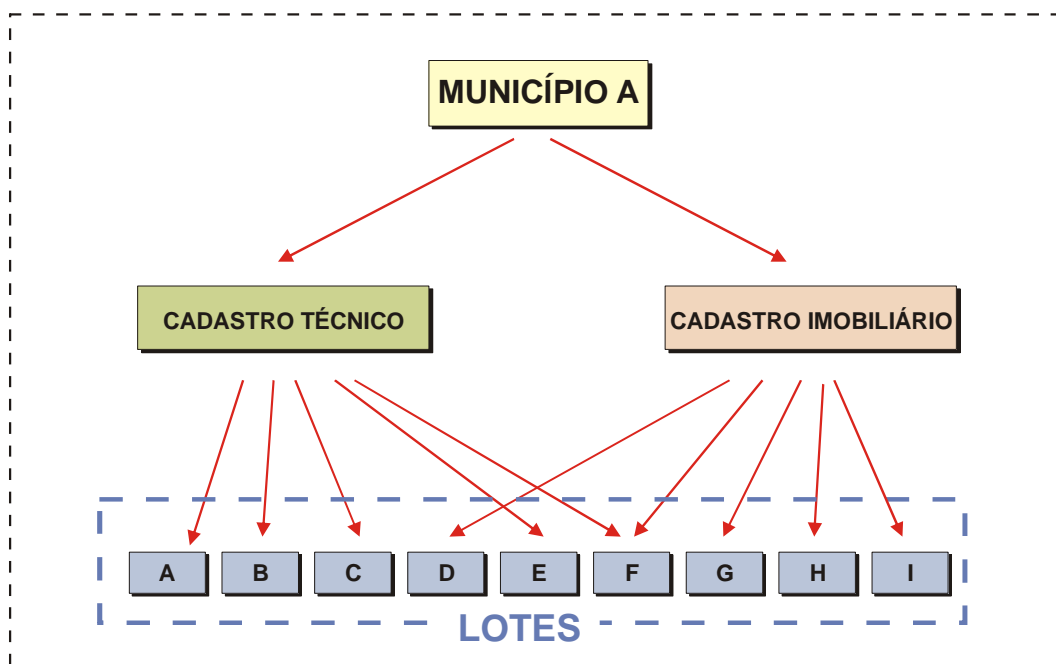 MUNICÍPIO A
CADASTRO TÉCNICO
CADASTRO IMOBILIÁRIO
A B C D E F G H I
LOTES